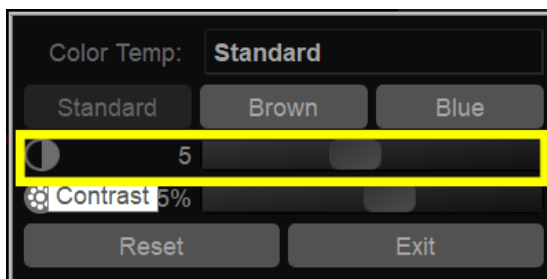 Color Temp: Standard
Standard Brown Blue
5
Contrast 5%
Reset Exit